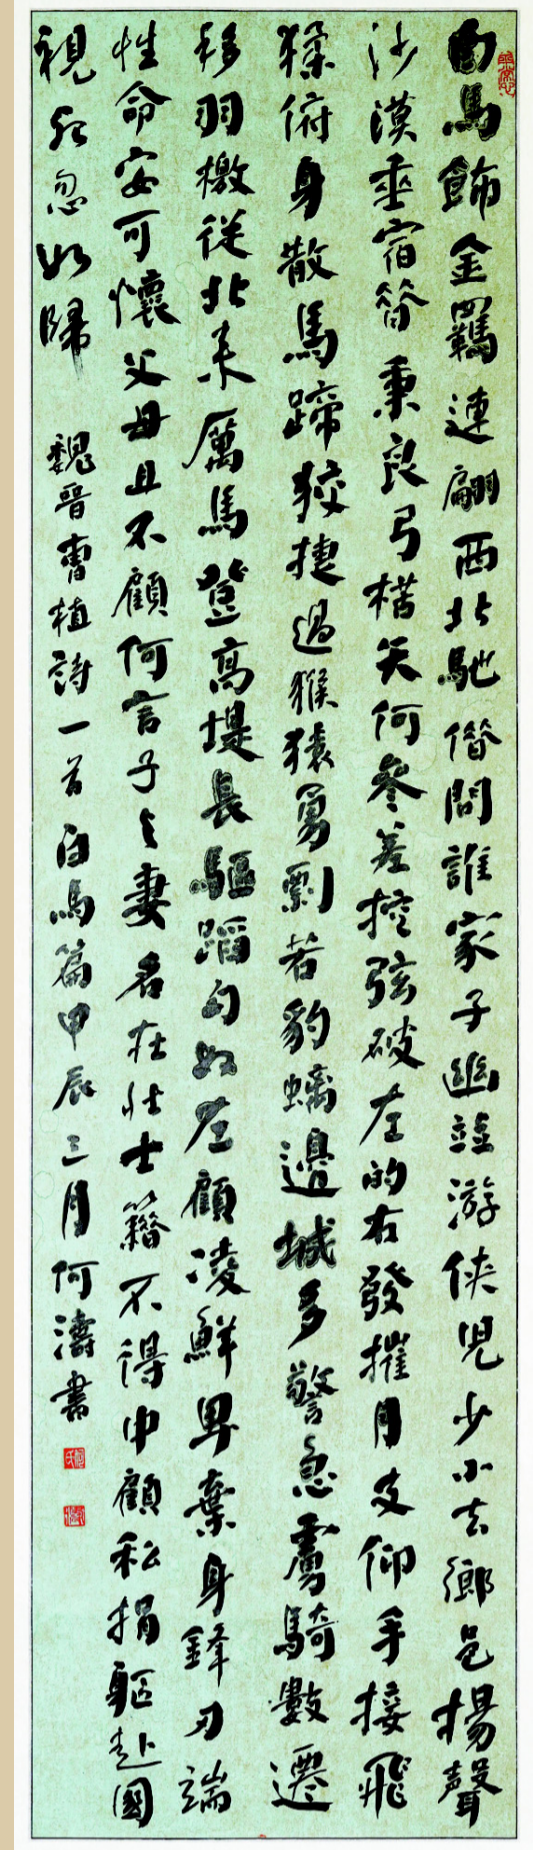 白馬飾金羈連翩西北馳借問誰家子幽並游俠兒少小去鄉邑揚聲
沙漠垂宿昔秉良弓楛矢何參差控弦破左的右發摧月支仰手接飛
猱俯身散馬蹄狡捷過猴猿勇剽若豹螭邊城多警急虜騎數遷
移羽檄從北來厲馬登高堤長驅蹈匈奴左顧凌鮮卑棄身鋒刃端
性命安可懷父母且不顧何言子与妻名在壯士籍不得中顧私捐軀赴國
視死忽如歸 魏晉曹植詩一首白馬篇甲辰三月何濤書